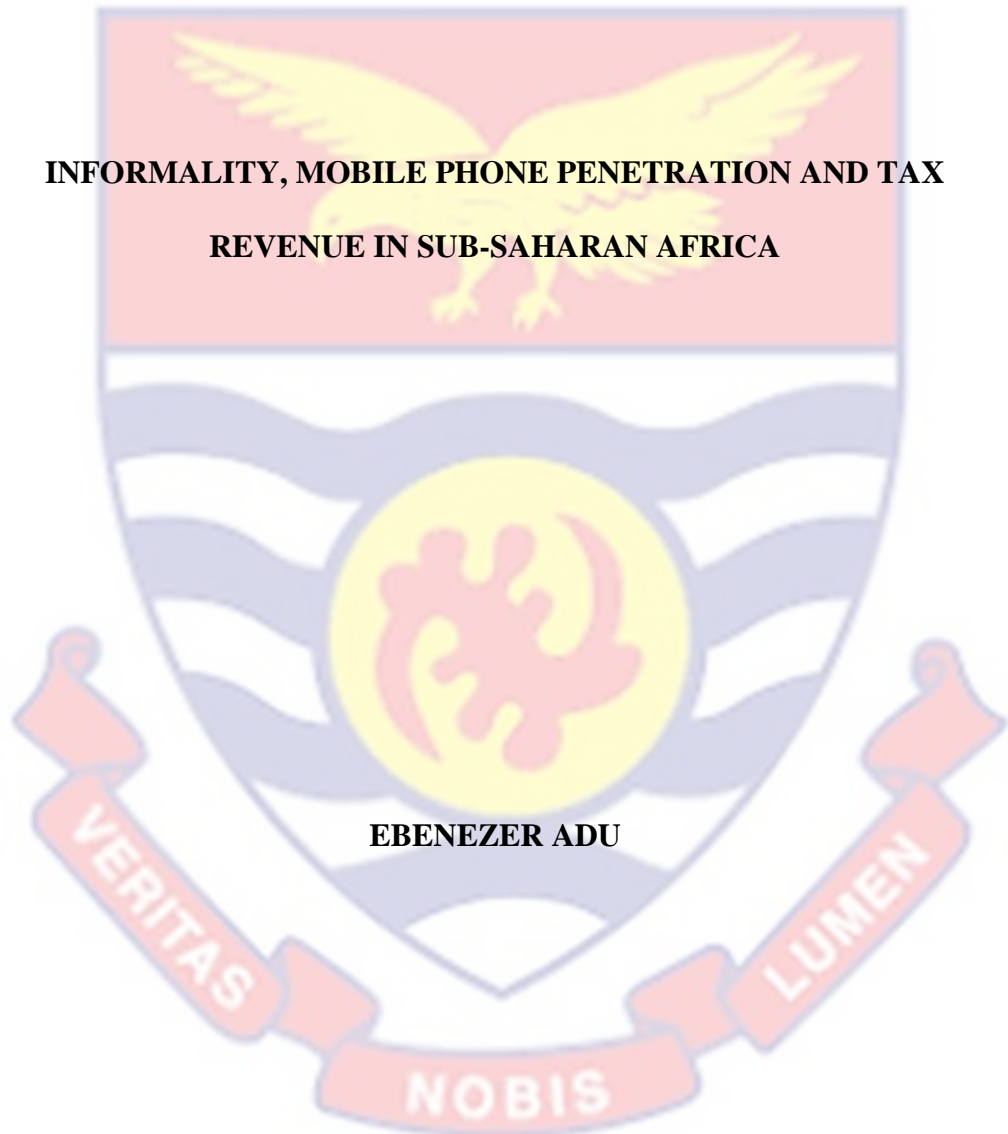 INFORMALITY, MOBILE PHONE PENETRATION AND TAX
REVENUE IN SUB-SAHARAN AFRICA
EBENEZER ADU
VERITAS
NOBIS
LUMEN